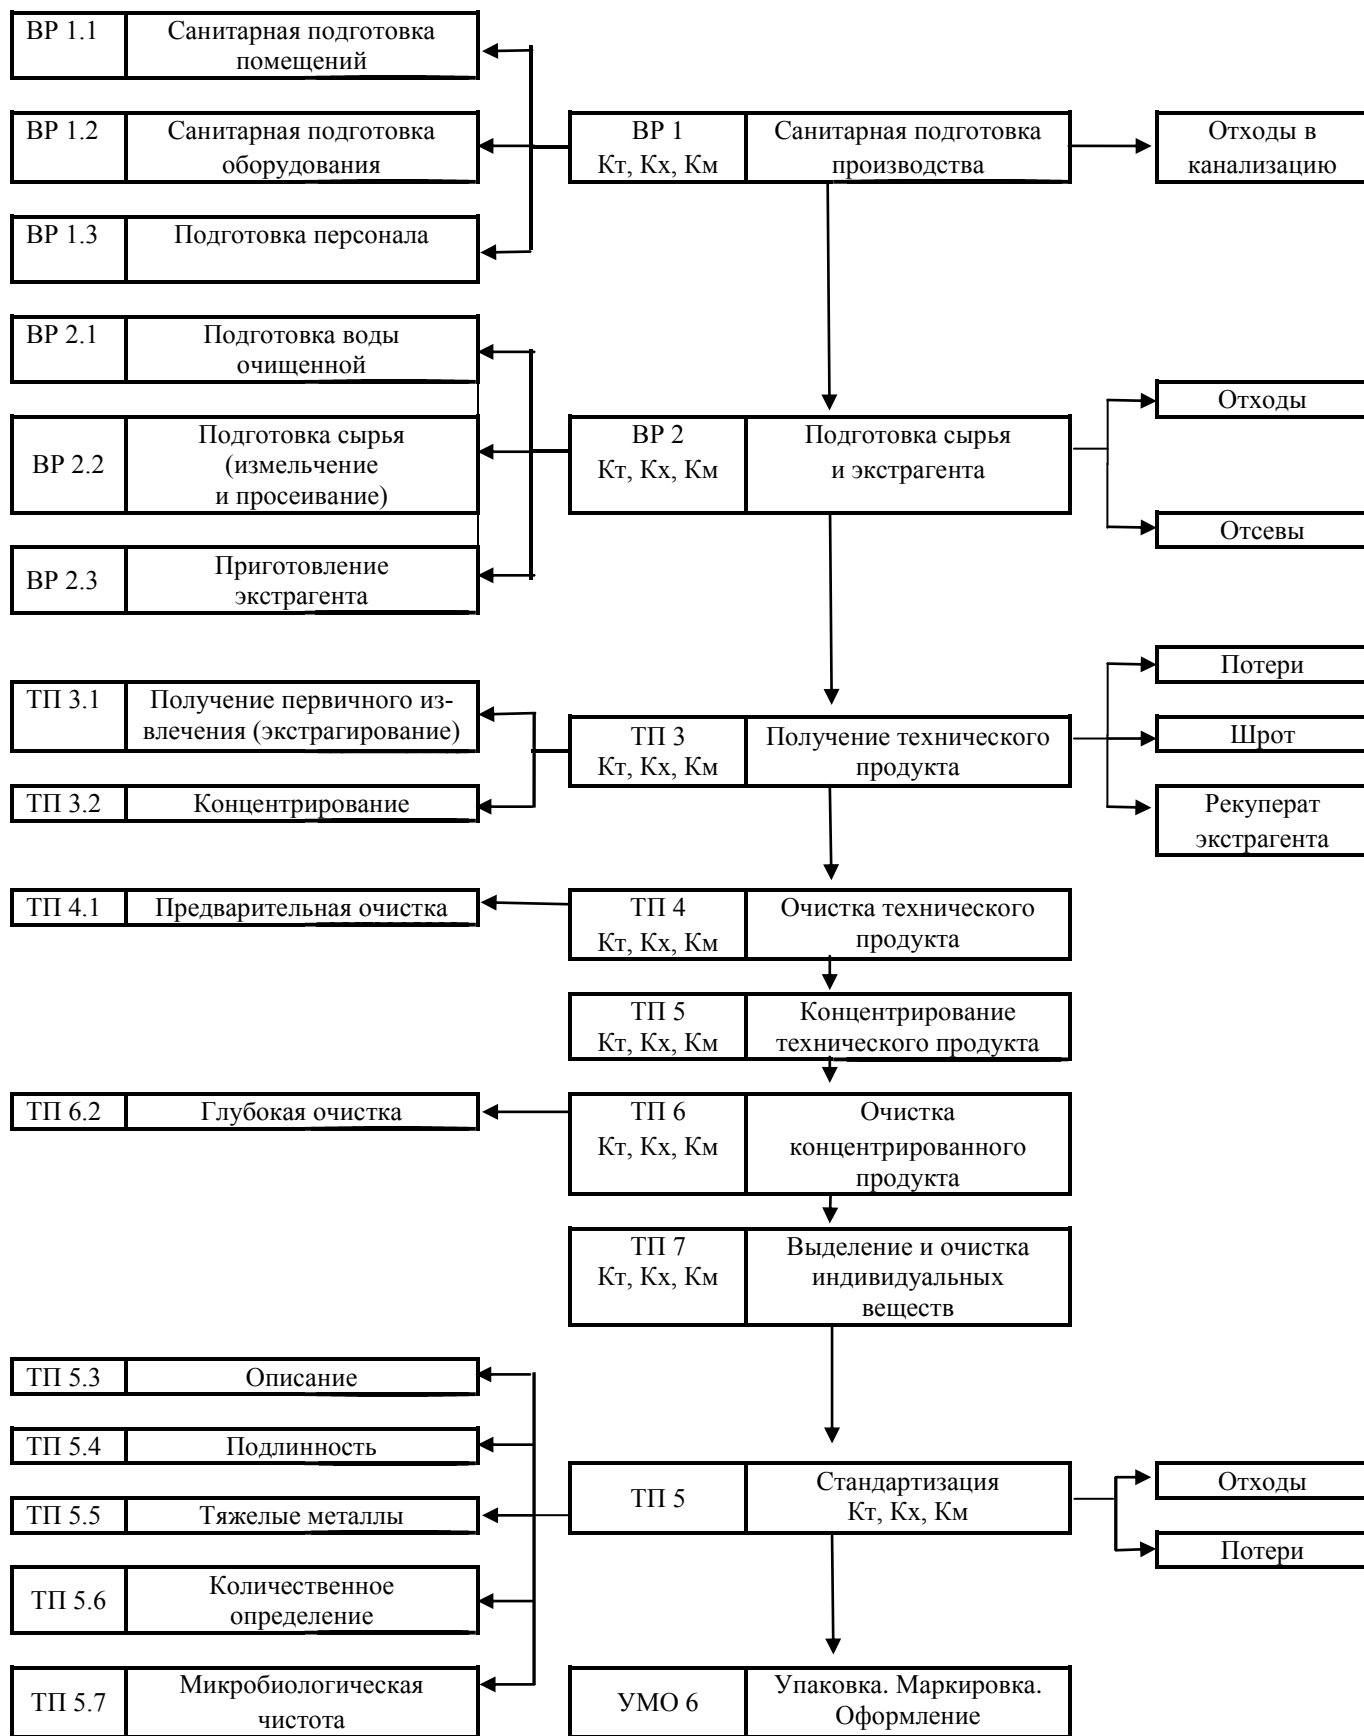 ВР 1.1
Санитарная подготовка
помещений
ВР 1.2
Санитарная подготовка
оборудования
ВР 1
Кт, Кх, Км
Санитарная подготовка
производства
Отходы в
канализацию
ВР 1.3
Подготовка персонала
ВР 2.1
Подготовка воды
очищенной
ВР 2.2
Подготовка сырья
(измельчение
и просеивание)
ВР 2
Кт, Кх, Км
Подготовка сырья
и экстрагента
Отходы
Отсевы
ВР 2.3
Приготовление
экстрагента
ТП 3.1
Получение первичного из-
влечения (экстрагирование)
ТП 3
Кт, Кх, Км
Получение технического
продукта
Потери
Шрот
Рекуперат
экстрагента
ТП 3.2
Концентрирование
ТП 4.1
Предварительная очистка
ТП 4
Кт, Кх, Км
Очистка технического
продукта
ТП 5
Кт, Кх, Км
Концентрирование
технического продукта
ТП 6.2
Глубокая очистка
ТП 6
Кт, Кх, Км
Очистка
концентрированного
продукта
ТП 7
Кт, Кх, Км
Выделение и очистка
индивидуальных
веществ
ТП 5.3
Описание
ТП 5.4
Подлинность
ТП 5.5
Тяжелые металлы
ТП 5
Стандартизация
Кт, Кх, Км
Отходы
Потери
ТП 5.6
Количественное
определение
ТП 5.7
Микробиологическая
чистота
УМО 6
Упаковка. Маркировка.
Оформление